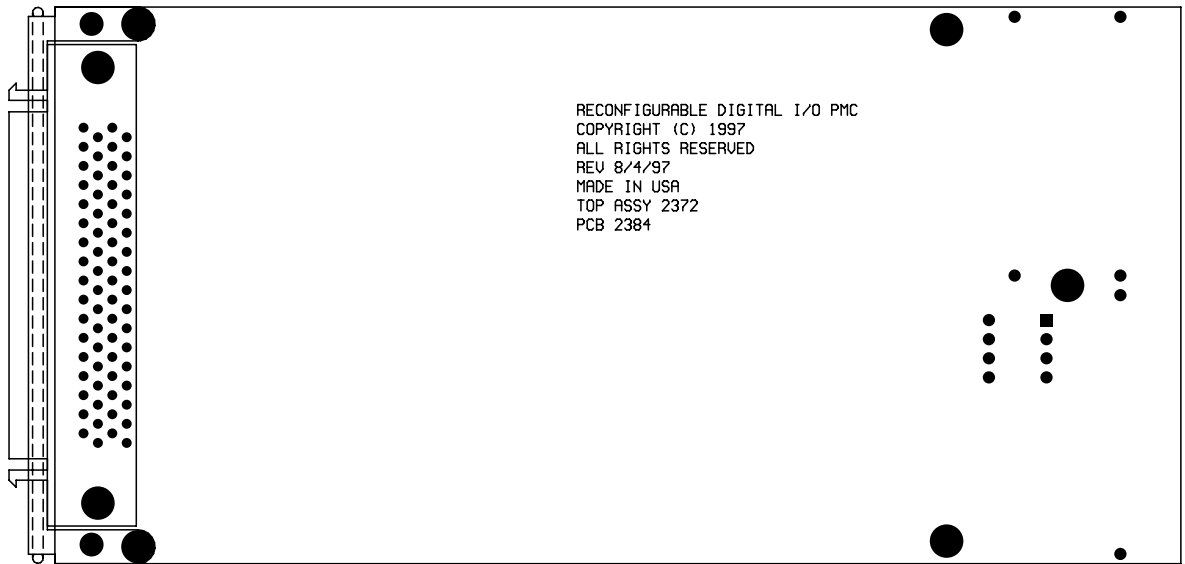 RECONFIGURABLE DIGITAL I/O PMC
COPYRIGHT (C) 1997
ALL RIGHTS RESERVED
REV 8/4/97
MADE IN USA
TOP ASSY 2372
PCB 2384